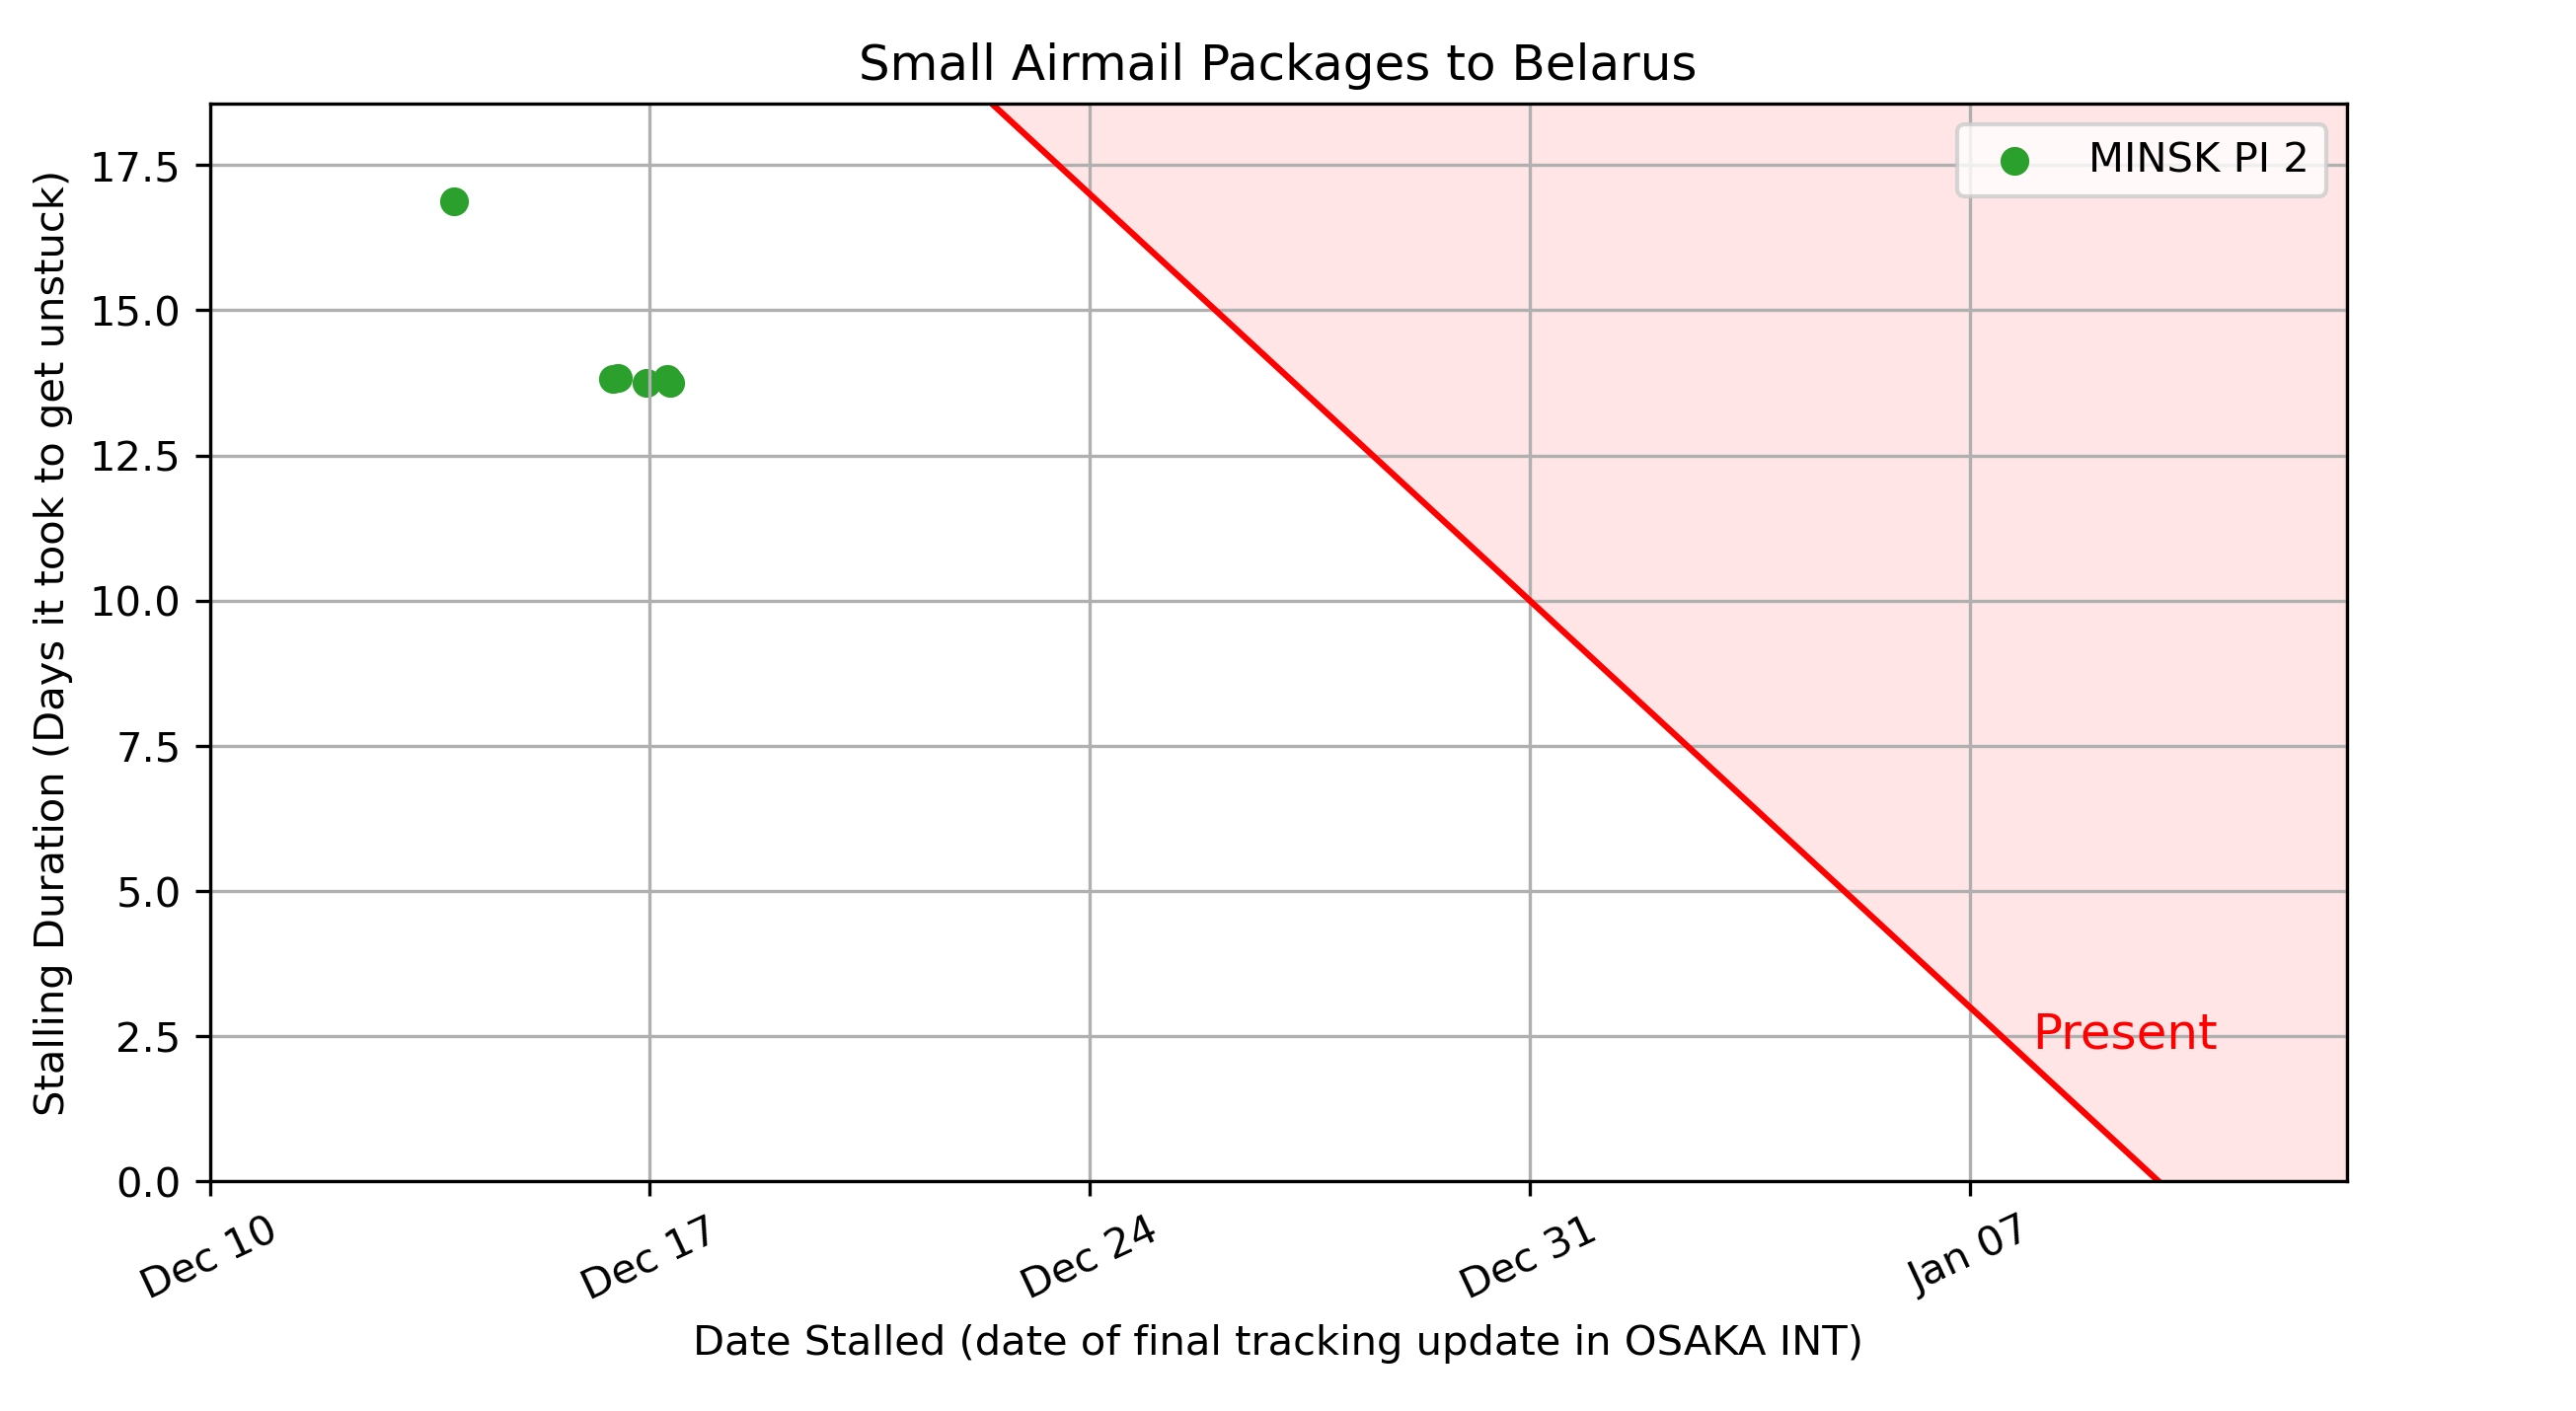 Small Airmail Packages to Belarus
MINSK PI 2
Stalling Duration (Days it took to get unstuck)
17.5
15.0
12.5
10.0
7.5
5.0
2.5
0.0
Present
Dec 10
Dec 17
Dec 24
Dec 31
Jan 07
Date Stalled (date of final tracking update in OSAKA INT)